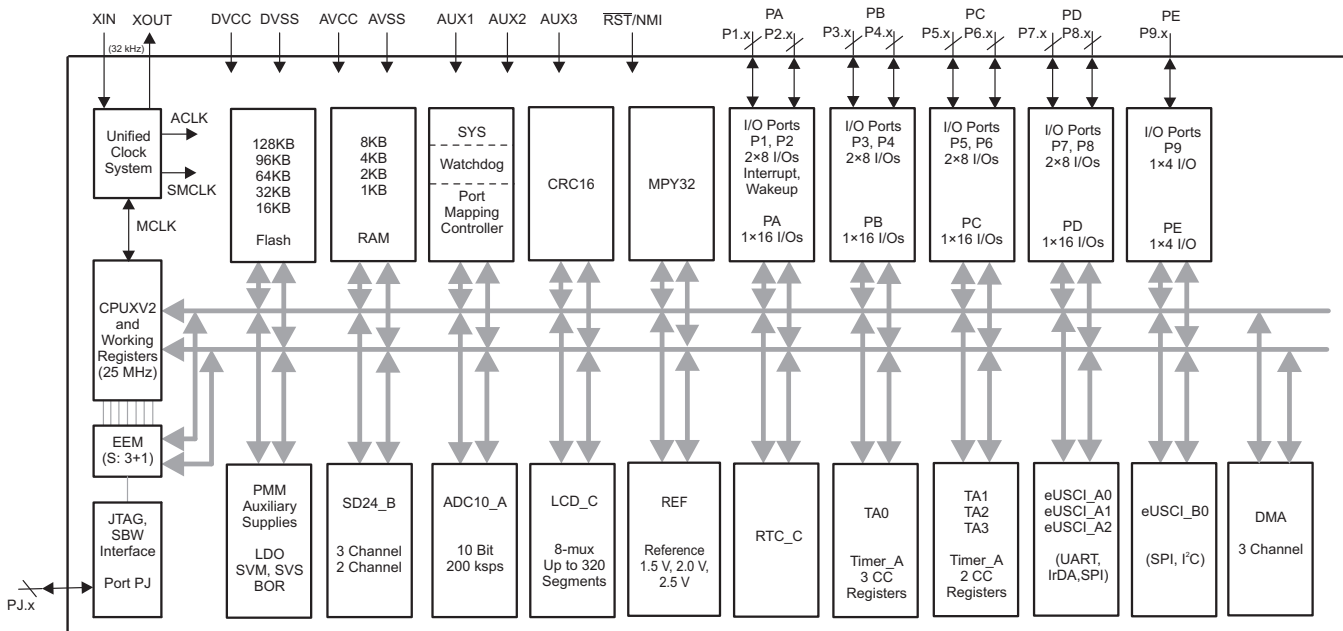 XIN
XOUT
(32 kHz)
DVCC
DVSS
AVCC
AVSS
AUX1
AUX2
AUX3
RST/NMI
PA
P1.x
P2.x
PB
P3.x
P4.x
PC
P5.x
P6.x
PD
P7.x
P8.x
PE
P9.x
Unified
Clock
System
ACLK
SMCLK
MCLK
128KB
96KB
64KB
32KB
16KB
Flash
8KB
4KB
2KB
1KB
RAM
SYS
Watchdog
Port
Mapping
Controller
CRC16
MPY32
I/O Ports
P1, P2
2×8 I/Os
Interrupt,
Wakeup
PA
1×16 I/Os
I/O Ports
P3, P4
2×8 I/Os
PB
1×16 I/Os
I/O Ports
P5, P6
2×8 I/Os
PC
1×16 I/Os
I/O Ports
P7, P8
2×8 I/Os
PD
1×16 I/Os
I/O Ports
P9
1×4 I/O
PE
1×4 I/O
CPUXV2
and
Working
Registers
(25 MHz)
EEM
(S: 3+1)
JTAG,
SBW
Interface
Port PJ
PJ.x
PMM
Auxiliary
Supplies
LDO
SVM, SVS
BOR
SD24_B
3 Channel
2 Channel
ADC10_A
10 Bit
200 ksps
LCD_C
8-mux
Up to 320
Segments
REF
Reference
1.5 V, 2.0 V,
2.5 V
RTC_C
TA0
Timer_A
3 CC
Registers
TA1
TA2
TA3
Timer_A
2 CC
Registers
eUSCI_A0
eUSCI_A1
eUSCI_A2
(UART,
IrDA,SPI)
eUSCI_B0
(SPI, I²C)
DMA
3 Channel